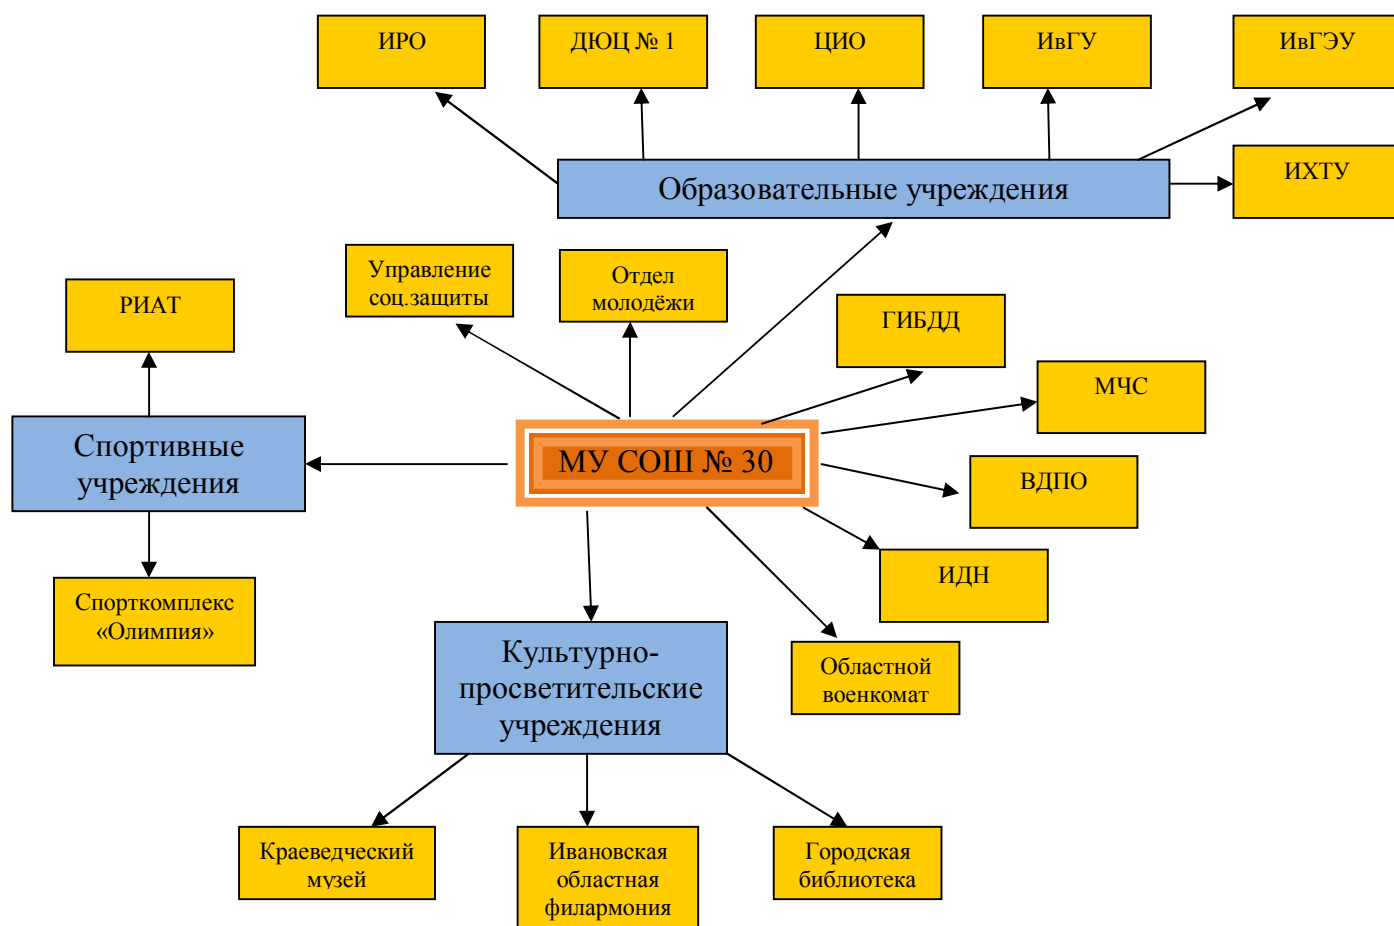 ИРО
ДЮЦ № 1
ЦИО
ИвГУ
ИвГЭУ
Образовательные учреждения
ИХТУ
Управление
соц.защиты
Отдел
молодёжи
РИАТ
ГИБДД
МЧС
Спортивные
учреждения
МУ СОШ № 30
ВДПО
ИДН
Спорткомплекс
«Олимпия»
Культурно-
просветительские
учреждения
Областной
военкомат
Краеведческий
музей
Ивановская
областная
филармония
Городская
библиотека